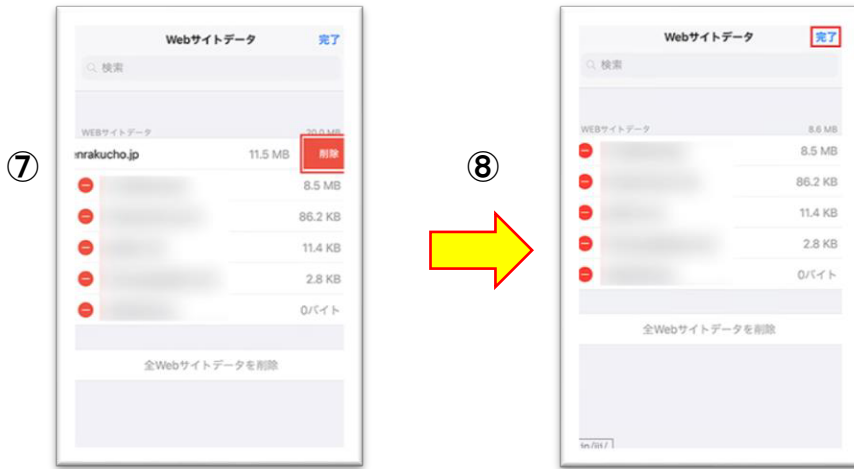 ⑦
Webサイトデータ 完了
検索
WEBサイトデータ 20.0 MB
enrakucho.jp 11.5 MB 削除
8.5 MB
86.2 KB
11.4 KB
2.8 KB
0バイト
全Webサイトデータを削除
⑧
Webサイトデータ 完了
検索
WEBサイトデータ 8.6 MB
8.5 MB
86.2 KB
11.4 KB
2.8 KB
0バイト
全Webサイトデータを削除